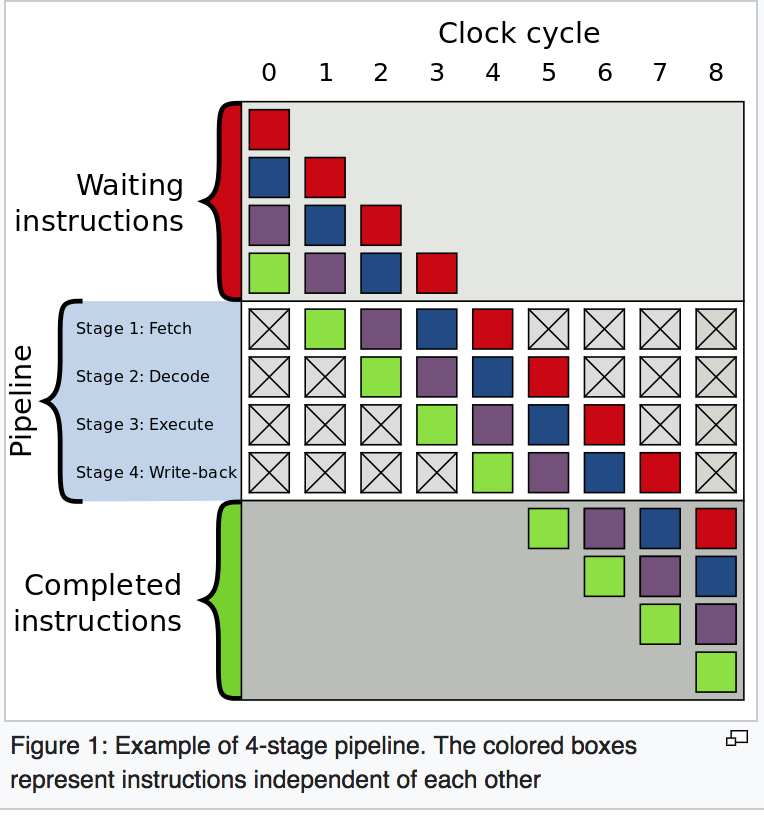 Clock cycle
0 1 2 3 4 5 6 7 8
Waiting
instructions
Pipeline
Stage 1: Fetch
Stage 2: Decode
Stage 3: Execute
Stage 4: Write-back
Completed
instructions
Figure 1: Example of 4-stage pipeline. The colored boxes
represent instructions independent of each other